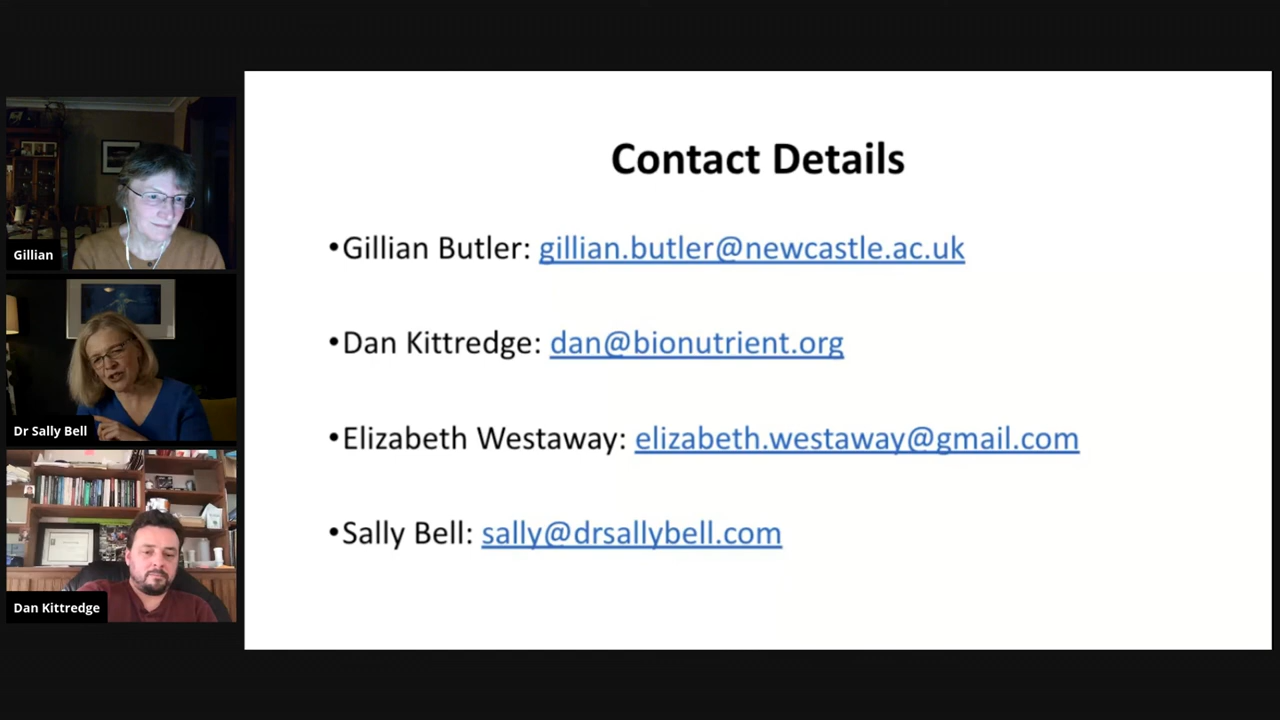 Contact Details
•Gillian Butler: gillian.butler@newcastle.ac.uk
•Dan Kittredge: dan@bionutrient.org
•Elizabeth Westaway: elizabeth.westaway@gmail.com
•Sally Bell: sally@drsallybell.com
Gillian
Dr Sally Bell
Dan Kittredge